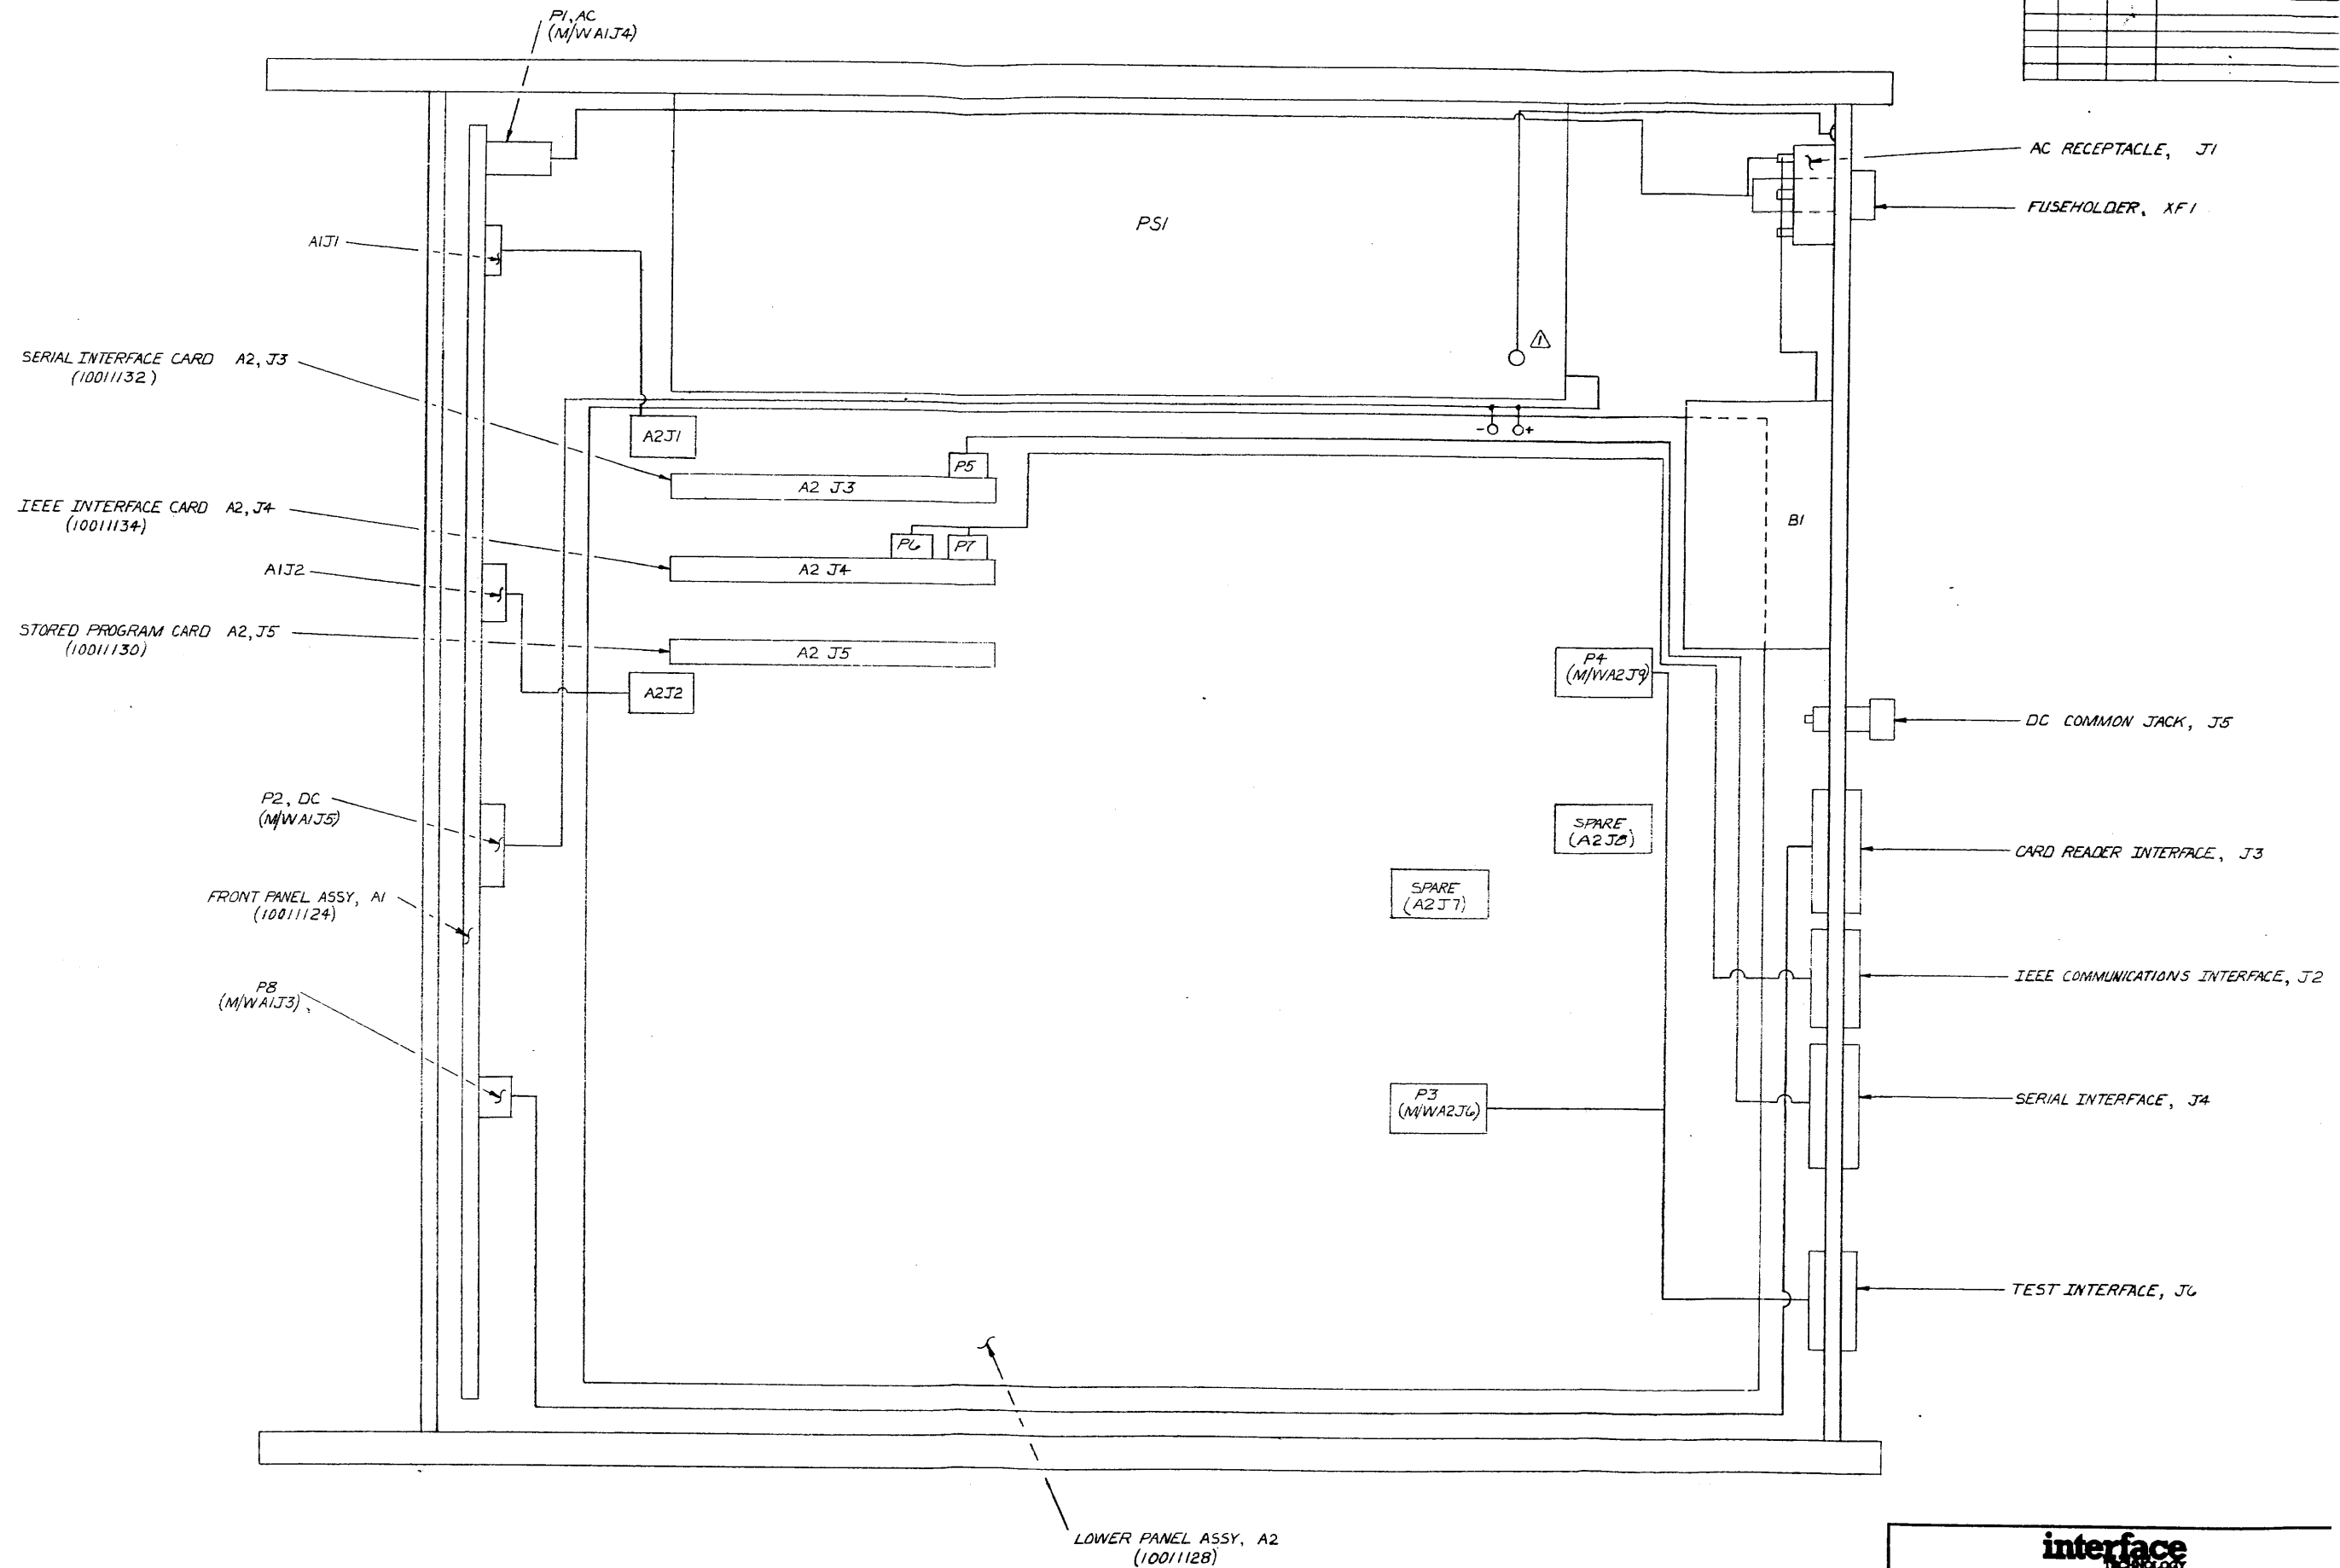 P1, AC
(M/WA1J4)
AC RECEPTACLE, J1
FUSEHOLDER, XF1
PS1
A1J1
1
SERIAL INTERFACE CARD A2, J3
(10011132)
A2J1
- +
P5
A2 J3
IEEE INTERFACE CARD A2, J4
(10011134)
P6 P7
A2 J4
B1
A1J2
STORED PROGRAM CARD A2, J5
(10011130)
A2 J5
A2J2
P4
(M/WA2J9)
DC COMMON JACK, J5
P2, DC
(M/WA1J5)
SPARE
(A2J8)
CARD READER INTERFACE, J3
FRONT PANEL ASSY, A1
(10011124)
SPARE
(A2J7)
IEEE COMMUNICATIONS INTERFACE, J2
P8
(M/WA1J3)
P3
(M/WA2J6)
SERIAL INTERFACE, J4
TEST INTERFACE, J6
LOWER PANEL ASSY, A2
(10011128)
interface
TECHNOLOGY